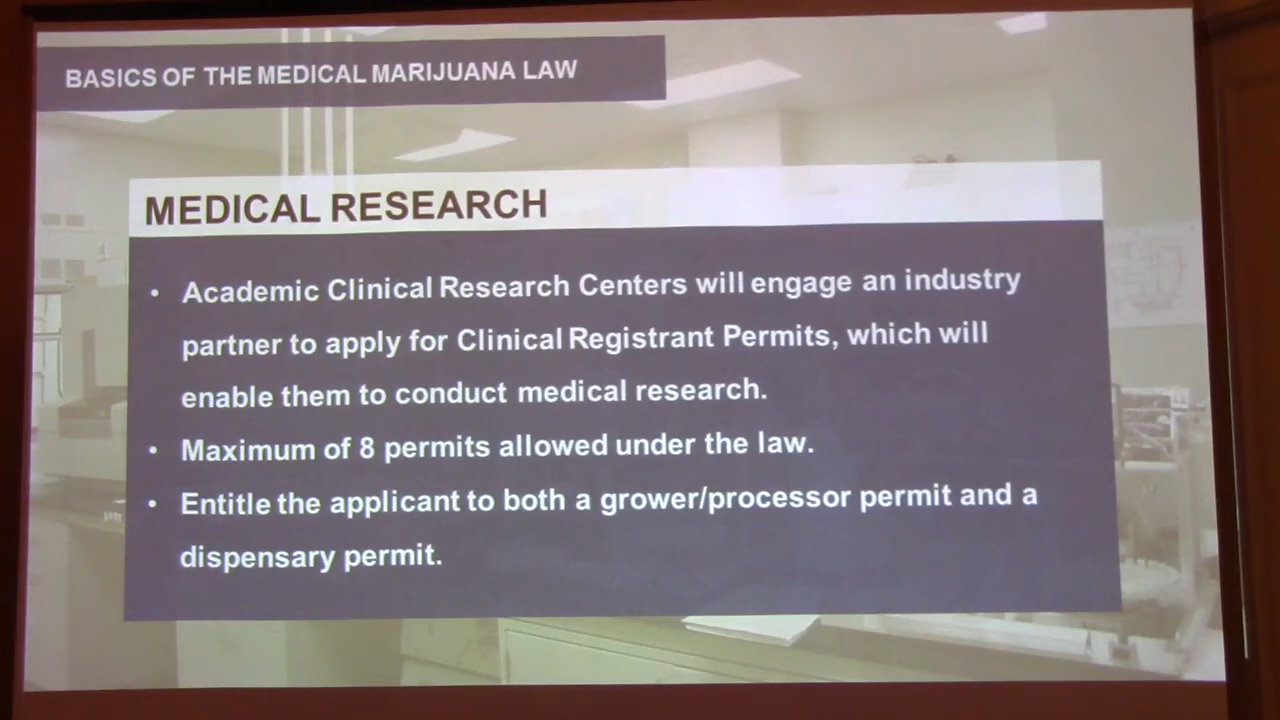 BASICS OF THE MEDICAL MARIJUANA LAW
MEDICAL RESEARCH
• Academic Clinical Research Centers will engage an industry
partner to apply for Clinical Registrant Permits, which will
enable them to conduct medical research.
• Maximum of 8 permits allowed under the law.
• Entitle the applicant to both a grower/processor permit and a
dispensary permit.